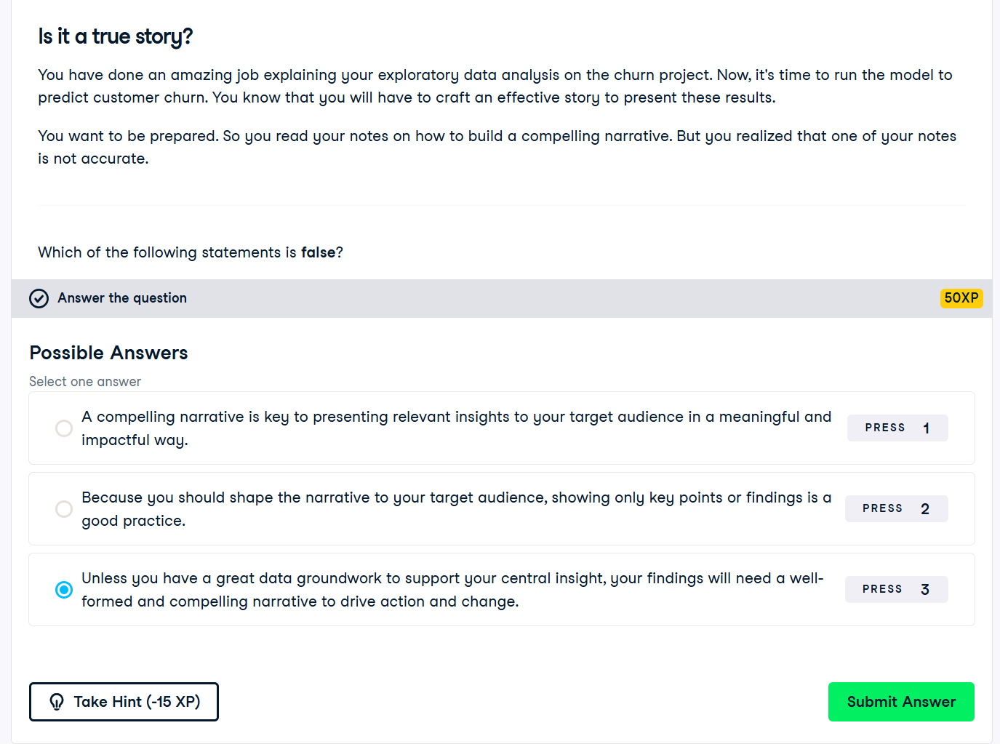 Is it a true story?
You have done an amazing job explaining your exploratory data analysis on the churn project. Now, it's time to run the model to
predict customer churn. You know that you will have to craft an effective story to present these results.
You want to be prepared. So you read your notes on how to build a compelling narrative. But you realized that one of your notes
is not accurate.
Which of the following statements is false?
Answer the question
50XP
Possible Answers
Select one answer
A compelling narrative is key to presenting relevant insights to your target audience in a meaningful and
impactful way.
PRESS 1
Because you should shape the narrative to your target audience, showing only key points or findings is a
good practice.
PRESS 2
Unless you have a great data groundwork to support your central insight, your findings will need a well-
formed and compelling narrative to drive action and change.
PRESS 3
Take Hint (-15 XP)
Submit Answer